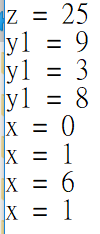 z = 25
y1 = 9
y1 = 3
y1 = 8
x = 0
x = 1
x = 6
x = 1